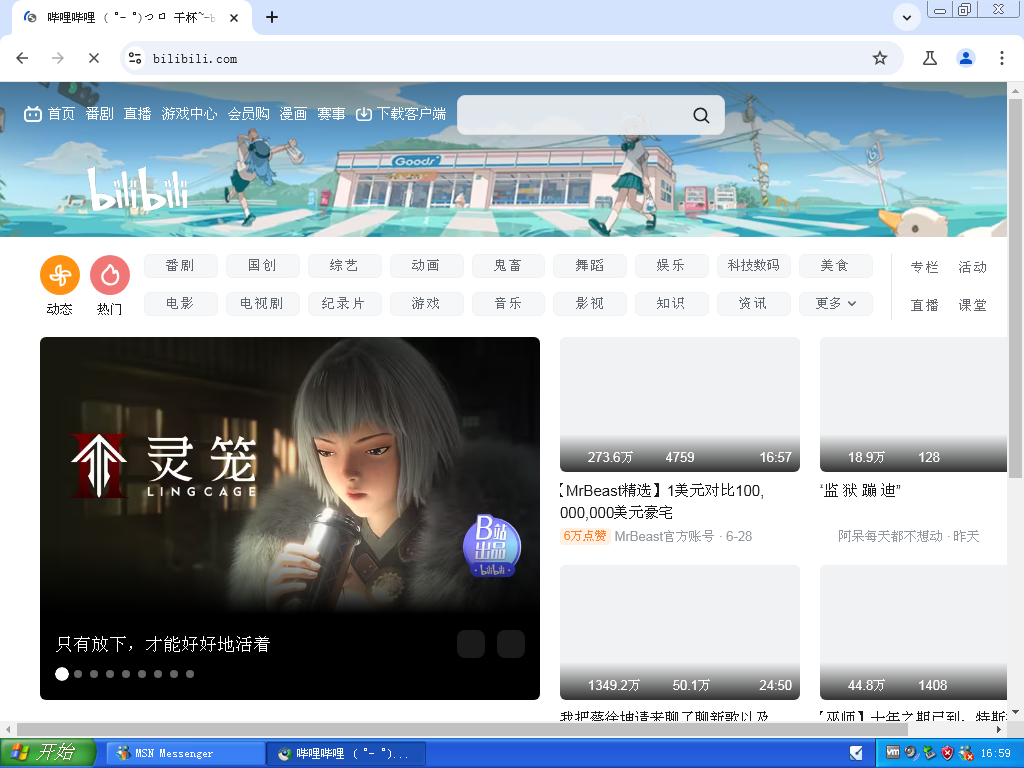 哔哩哔哩 ( ゜- ゜)つロ 干杯~-b
bilibili.com
首页 番剧 直播 游戏中心 会员购 漫画 赛事 下载客户端
Goods
bilibili
番剧 国创 综艺 动画 鬼畜 舞蹈 娱乐 科技数码 美食
专栏 活动
动态 热门
电影 电视剧 纪录片 游戏 音乐 影视 知识 资讯 更多
直播 课堂
灵笼
LING CAGE
B站
出品
bilibili
只有放下，才能好好地活着
273.6万 4759 16:57
【MrBeast精选】1美元对比100,
000,000美元豪宅
6万点赞 MrBeast官方账号 · 6-28
18.9万 128
“监 狱 蹦 迪”
阿呆每天都不想动 · 昨天
1349.2万 50.1万 24:50
我把蔡徐坤请来聊了聊新歌以及
44.8万 1408
【巫师】十年之期已到，特斯
开始 MSN Messenger 哔哩哔哩 ( ゜- ゜)... 16:59